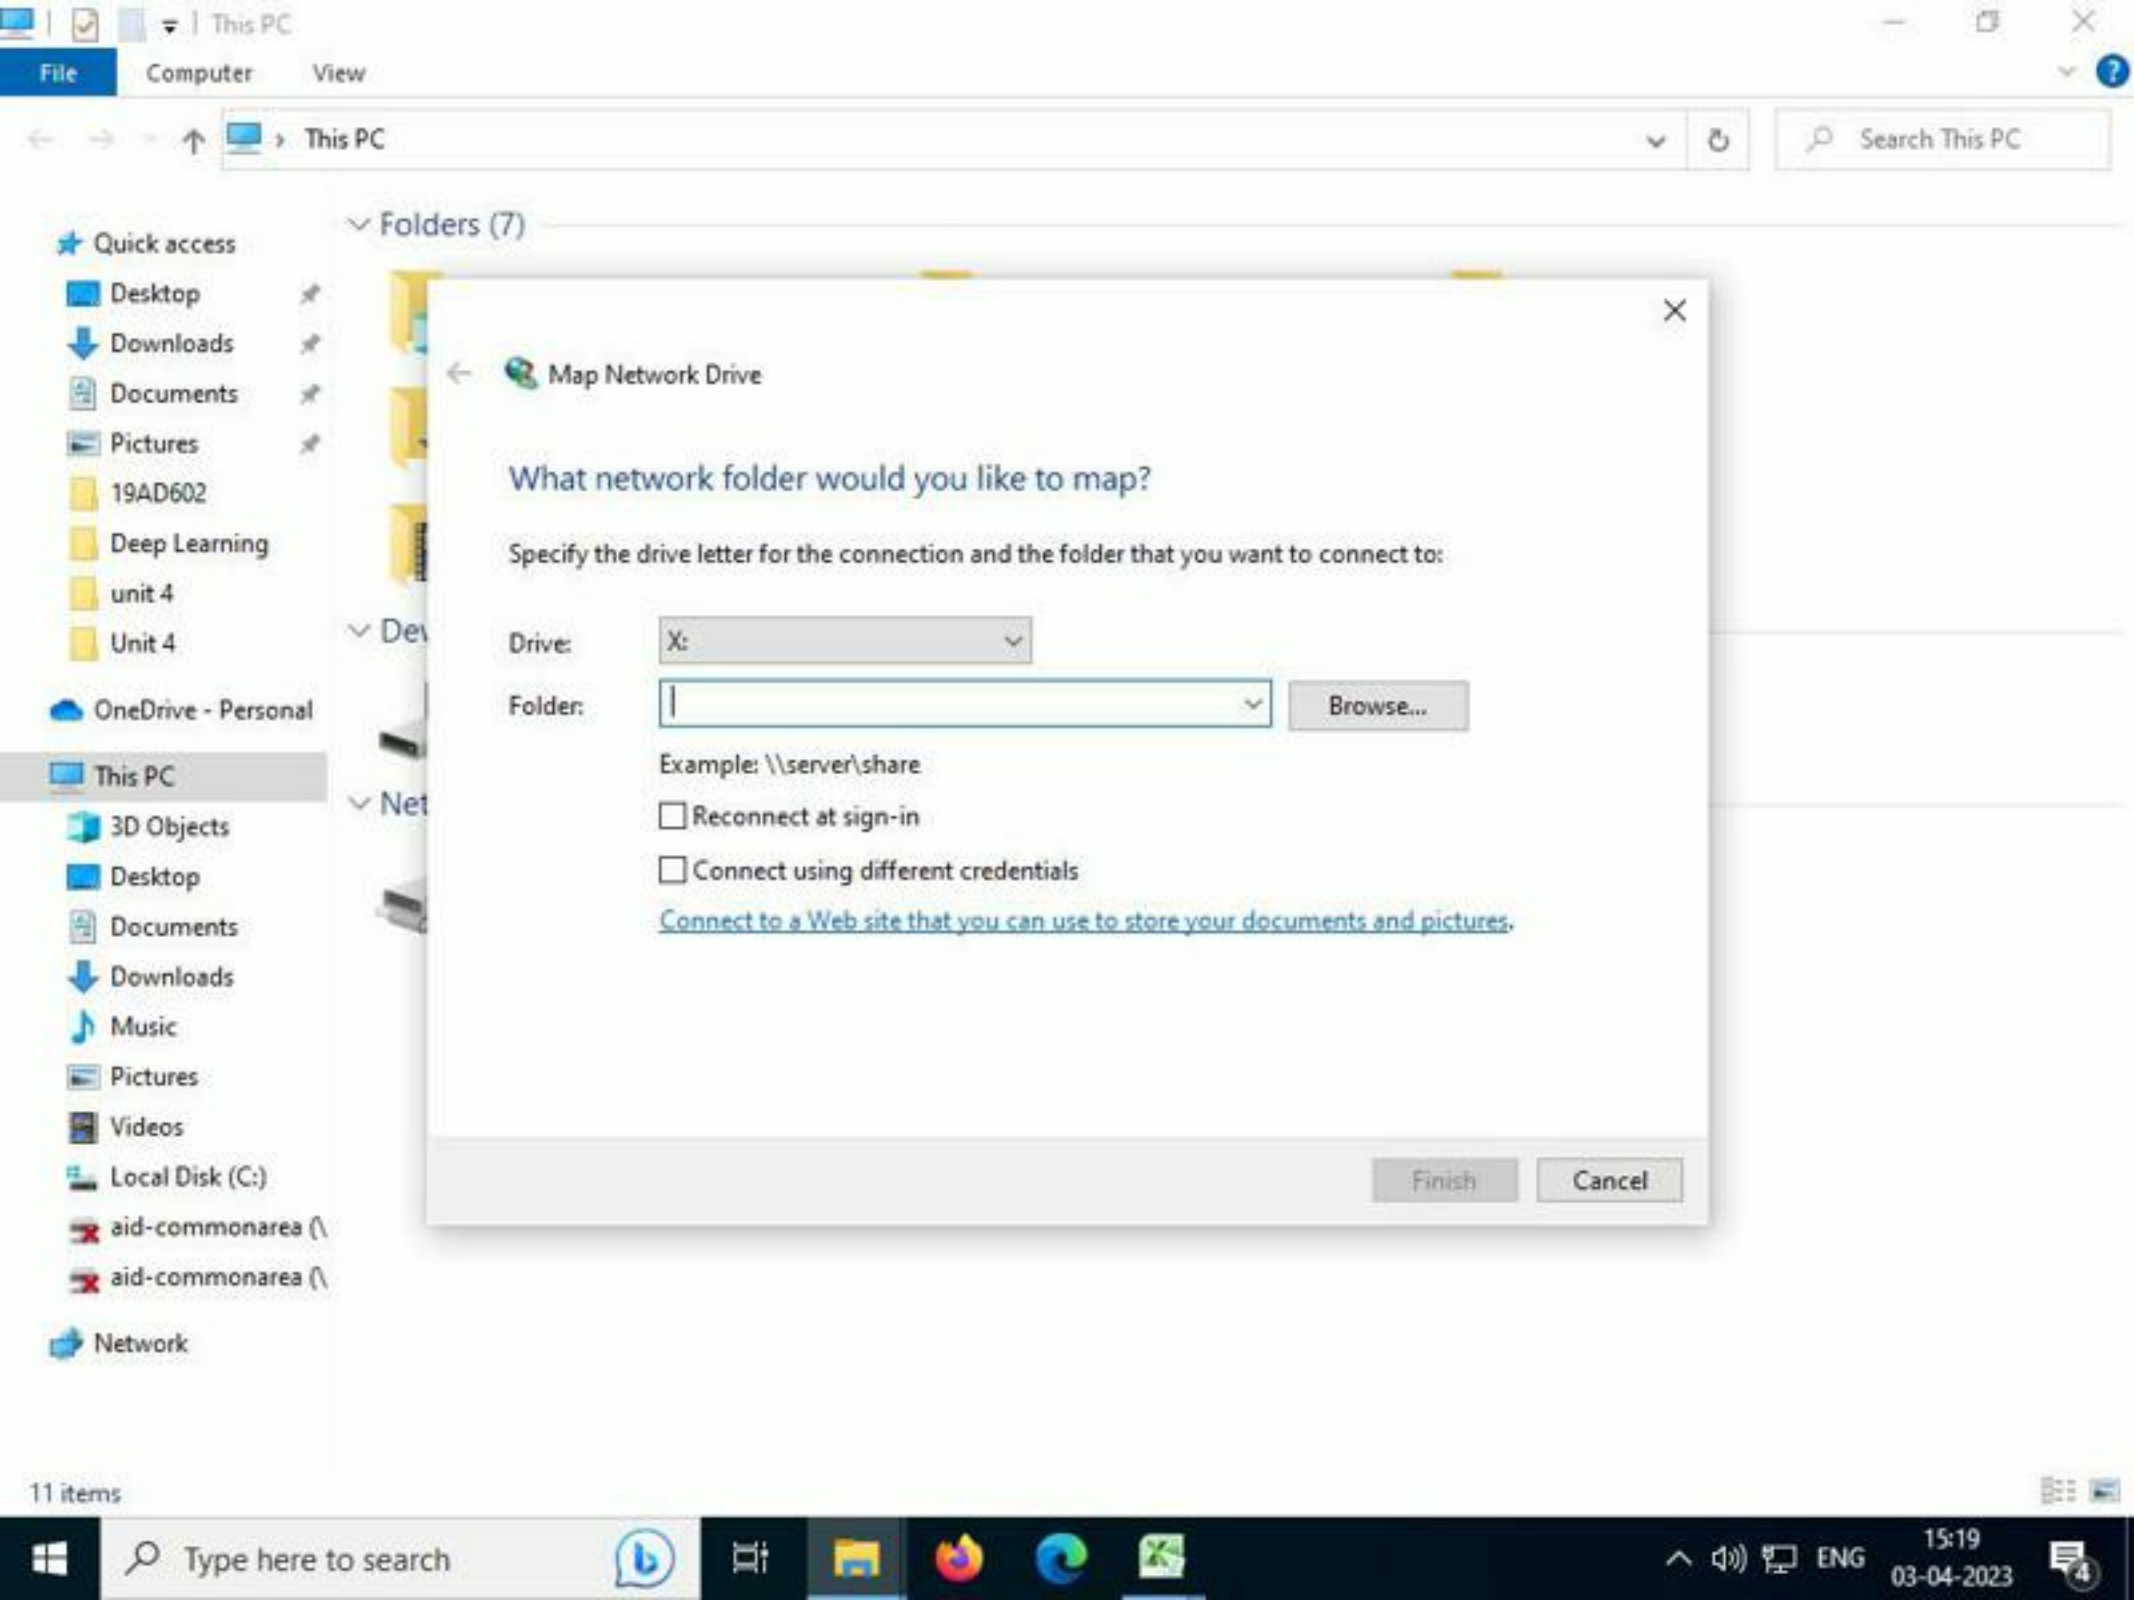 This PC
File Computer View
This PC
Search This PC
Quick access
Desktop
Downloads
Documents
Pictures
19AD602
Deep Learning
unit 4
Unit 4
OneDrive - Personal
This PC
3D Objects
Desktop
Documents
Downloads
Music
Pictures
Videos
Local Disk (C:)
aid-commonarea (\
aid-commonarea (\
Network
Folders (7)
Dev
Net
Map Network Drive
What network folder would you like to map?
Specify the drive letter for the connection and the folder that you want to connect to:
Drive: X:
Folder: Browse...
Example: \\server\share
Reconnect at sign-in
Connect using different credentials
Connect to a Web site that you can use to store your documents and pictures.
Finish Cancel
11 items
Type here to search
ENG
15:19
03-04-2023
4